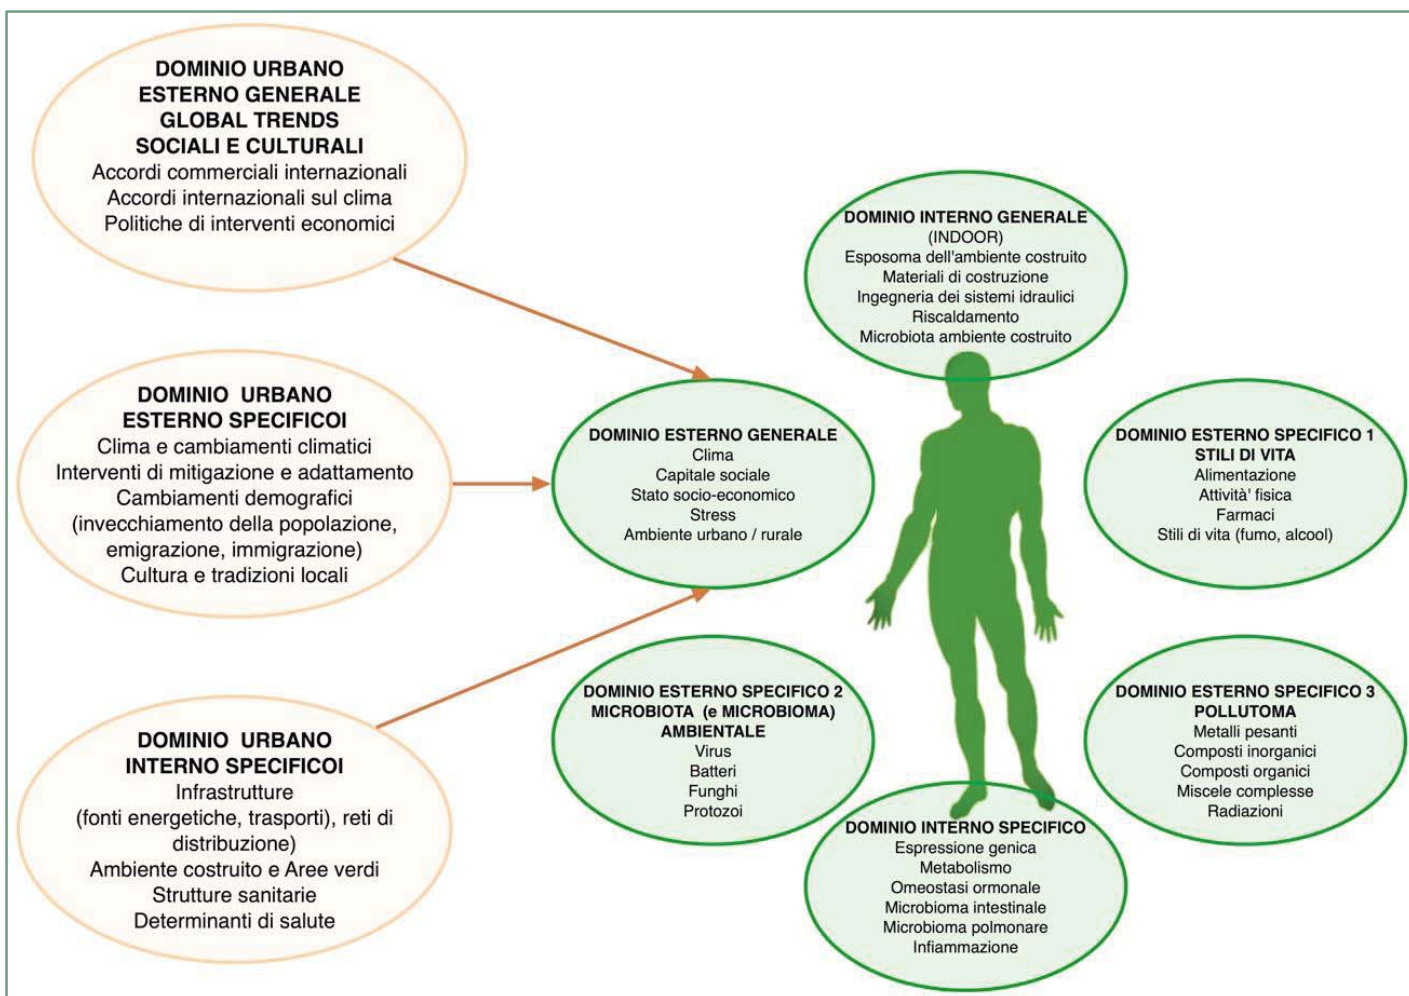 DOMINIO URBANO
ESTERNO GENERALE
GLOBAL TRENDS
SOCIALI E CULTURALI
Accordi commerciali internazionali
Accordi internazionali sul clima
Politiche di interventi economici
DOMINIO URBANO
ESTERNO SPECIFICOI
Clima e cambiamenti climatici
Interventi di mitigazione e adattamento
Cambiamenti demografici
(invecchiamento della popolazione,
emigrazione, immigrazione)
Cultura e tradizioni locali
DOMINIO URBANO
INTERNO SPECIFICOI
Infrastrutture
(fonti energetiche, trasporti), reti di
distribuzione)
Ambiente costruito e Aree verdi
Strutture sanitarie
Determinanti di salute
DOMINIO INTERNO GENERALE
(INDOOR)
Esposoma dell'ambiente costruito
Materiali di costruzione
Ingegneria dei sistemi idraulici
Riscaldamento
Microbiota ambiente costruito
DOMINIO ESTERNO GENERALE
Clima
Capitale sociale
Stato socio-economico
Stress
Ambiente urbano / rurale
DOMINIO ESTERNO SPECIFICO 1
STILI DI VITA
Alimentazione
Attività' fisica
Farmaci
Stili di vita (fumo, alcool)
DOMINIO ESTERNO SPECIFICO 2
MICROBIOTA (e MICROBIOMA)
AMBIENTALE
Virus
Batteri
Funghi
Protozoi
DOMINIO ESTERNO SPECIFICO 3
POLLUTOMA
Metalli pesanti
Composti inorganici
Composti organici
Miscele complesse
Radiazioni
DOMINIO INTERNO SPECIFICO
Espressione genica
Metabolismo
Omeostasi ormonale
Microbioma intestinale
Microbioma polmonare
Infiammazione